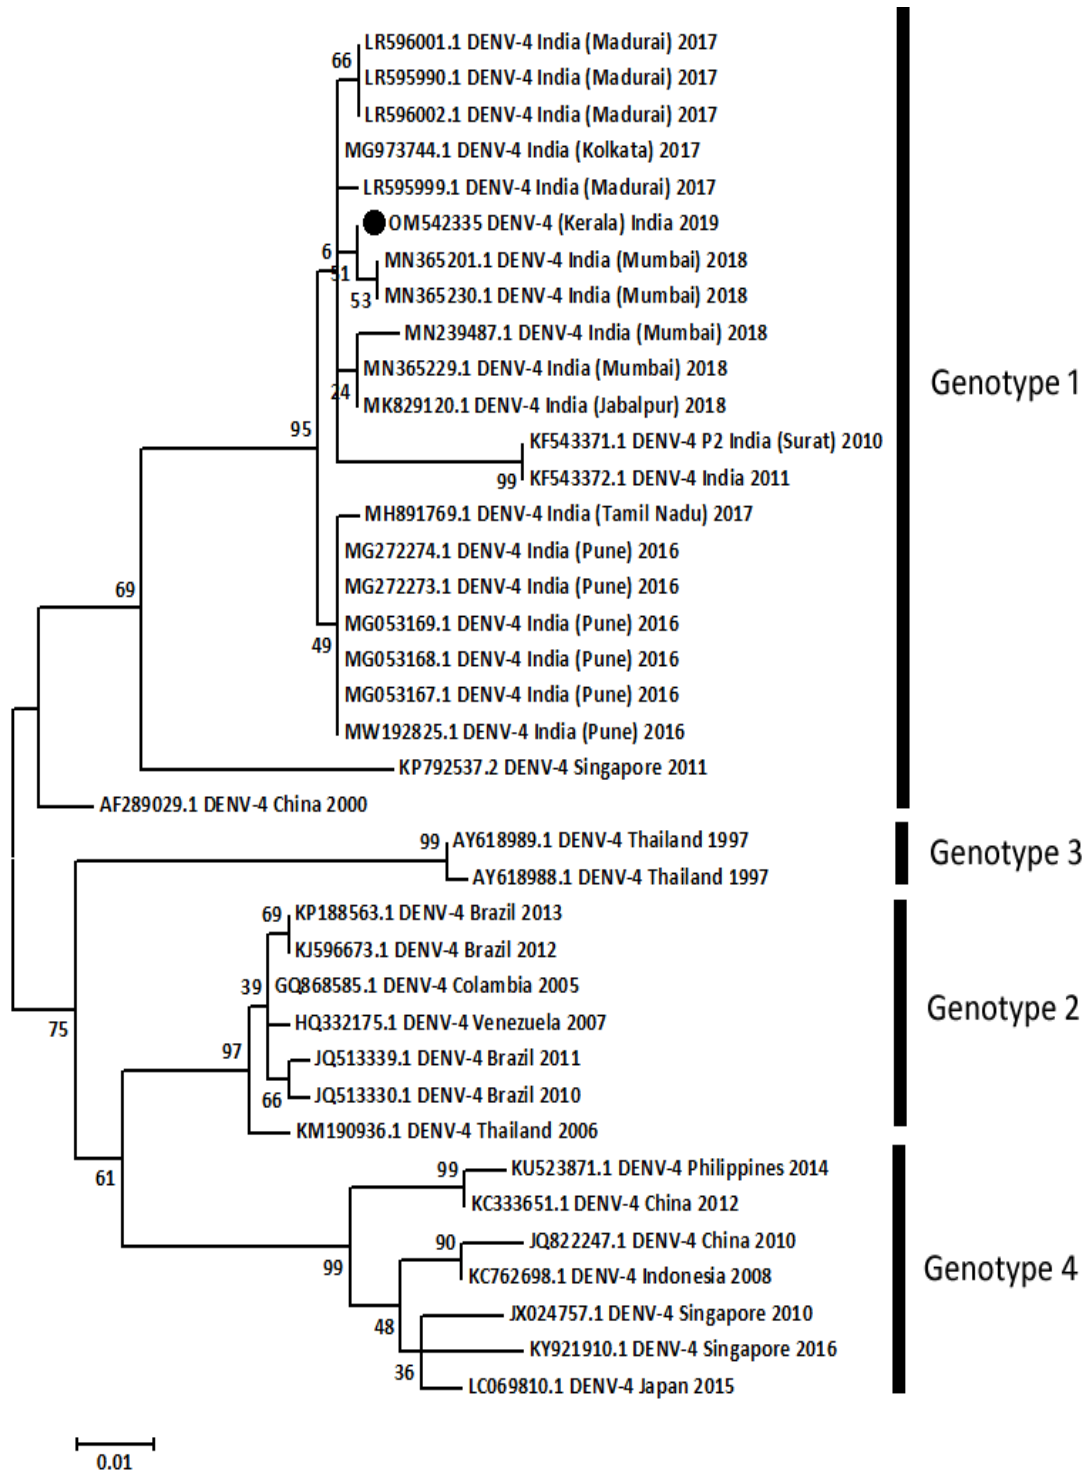 LR596001.1 DENV-4 India (Madurai) 2017
66
LR595990.1 DENV-4 India (Madurai) 2017
LR596002.1 DENV-4 India (Madurai) 2017
MG973744.1 DENV-4 India (Kolkata) 2017
LR595999.1 DENV-4 India (Madurai) 2017
OM542335 DENV-4 (Kerala) India 2019
6
MN365201.1 DENV-4 India (Mumbai) 2018
51
MN365230.1 DENV-4 India (Mumbai) 2018
53
MN239487.1 DENV-4 India (Mumbai) 2018
MN365229.1 DENV-4 India (Mumbai) 2018
Genotype 1
24
MK829120.1 DENV-4 India (Jabalpur) 2018
95
KF543371.1 DENV-4 P2 India (Surat) 2010
KF543372.1 DENV-4 India 2011
99
MH891769.1 DENV-4 India (Tamil Nadu) 2017
MG272274.1 DENV-4 India (Pune) 2016
MG272273.1 DENV-4 India (Pune) 2016
69
MG053169.1 DENV-4 India (Pune) 2016
49
MG053168.1 DENV-4 India (Pune) 2016
MG053167.1 DENV-4 India (Pune) 2016
MW192825.1 DENV-4 India (Pune) 2016
KP792537.2 DENV-4 Singapore 2011
AF289029.1 DENV-4 China 2000
99
AY618989.1 DENV-4 Thailand 1997
Genotype 3
AY618988.1 DENV-4 Thailand 1997
69
KP188563.1 DENV-4 Brazil 2013
KJ596673.1 DENV-4 Brazil 2012
39
GQ868585.1 DENV-4 Colambia 2005
Genotype 2
HQ332175.1 DENV-4 Venezuela 2007
75
97
JQ513339.1 DENV-4 Brazil 2011
JQ513330.1 DENV-4 Brazil 2010
66
KM190936.1 DENV-4 Thailand 2006
61
99
KU523871.1 DENV-4 Philippines 2014
KC333651.1 DENV-4 China 2012
90
JQ822247.1 DENV-4 China 2010
99
KC762698.1 DENV-4 Indonesia 2008
Genotype 4
JX024757.1 DENV-4 Singapore 2010
48
KY921910.1 DENV-4 Singapore 2016
36
LC069810.1 DENV-4 Japan 2015
0.01